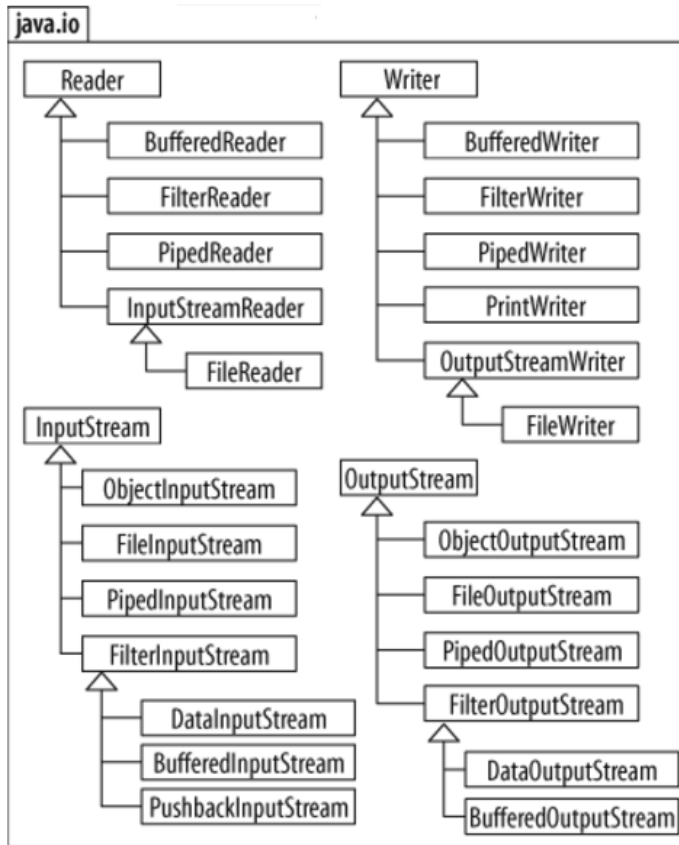 java.io
Reader
BufferedReader
FilterReader
PipedReader
InputStreamReader
FileReader
Writer
BufferedWriter
FilterWriter
PipedWriter
PrintWriter
OutputStreamWriter
FileWriter
InputStream
ObjectInputStream
FileInputStream
PipedInputStream
FilterInputStream
DataInputStream
BufferedInputStream
PushbackInputStream
OutputStream
ObjectOutputStream
FileOutputStream
PipedOutputStream
FilterOutputStream
DataOutputStream
BufferedOutputStream